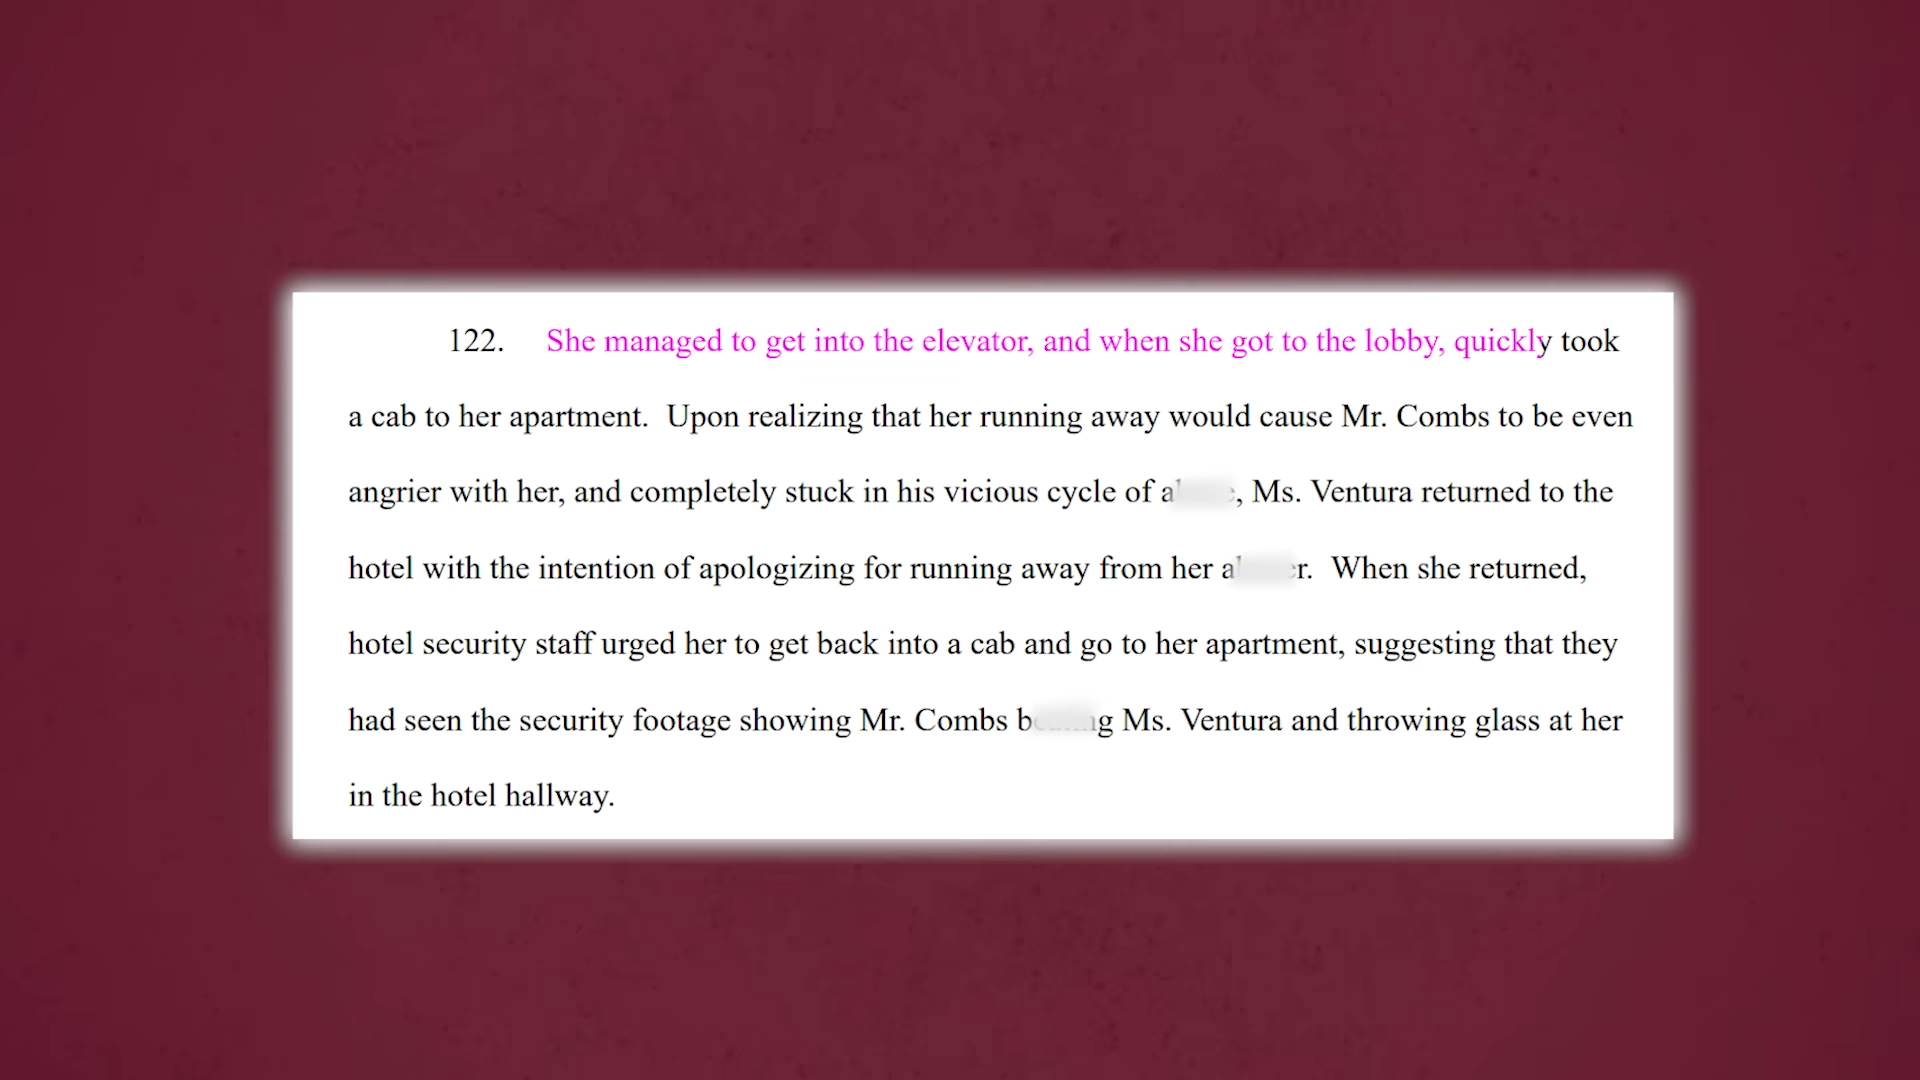 122. She managed to get into the elevator, and when she got to the lobby, quickly took
a cab to her apartment. Upon realizing that her running away would cause Mr. Combs to be even
angrier with her, and completely stuck in his vicious cycle of , Ms. Ventura returned to the
hotel with the intention of apologizing for running away from her . When she returned,
hotel security staff urged her to get back into a cab and go to her apartment, suggesting that they
had seen the security footage showing Mr. Combs Ms. Ventura and throwing glass at her
in the hotel hallway.